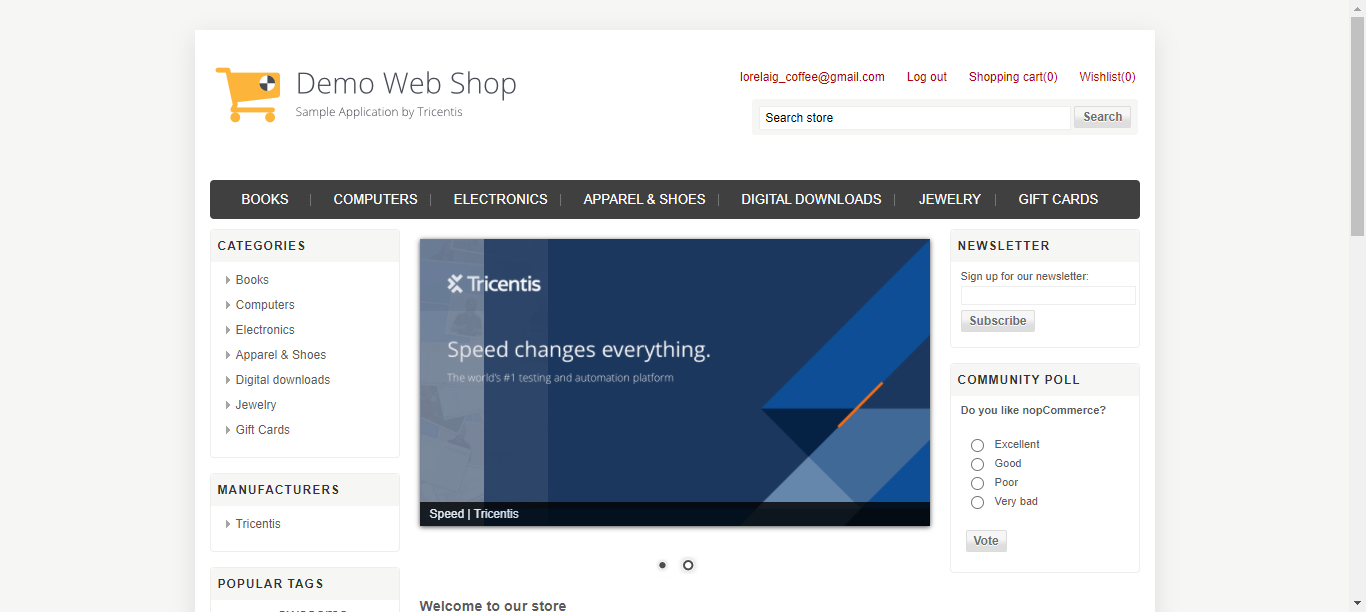 Demo Web Shop
Sample Application by Tricentis
lorelaig_coffee@gmail.com Log out Shopping cart(0) Wishlist(0)
Search store Search
BOOKS COMPUTERS ELECTRONICS APPAREL & SHOES DIGITAL DOWNLOADS JEWELRY GIFT CARDS
CATEGORIES
Books
Computers
Electronics
Apparel & Shoes
Digital downloads
Jewelry
Gift Cards
MANUFACTURERS
Tricentis
POPULAR TAGS
Tricentis
Speed changes everything.
The world's #1 testing and automation platform
Speed | Tricentis
Welcome to our store
NEWSLETTER
Sign up for our newsletter:
Subscribe
COMMUNITY POLL
Do you like nopCommerce?
Excellent
Good
Poor
Very bad
Vote